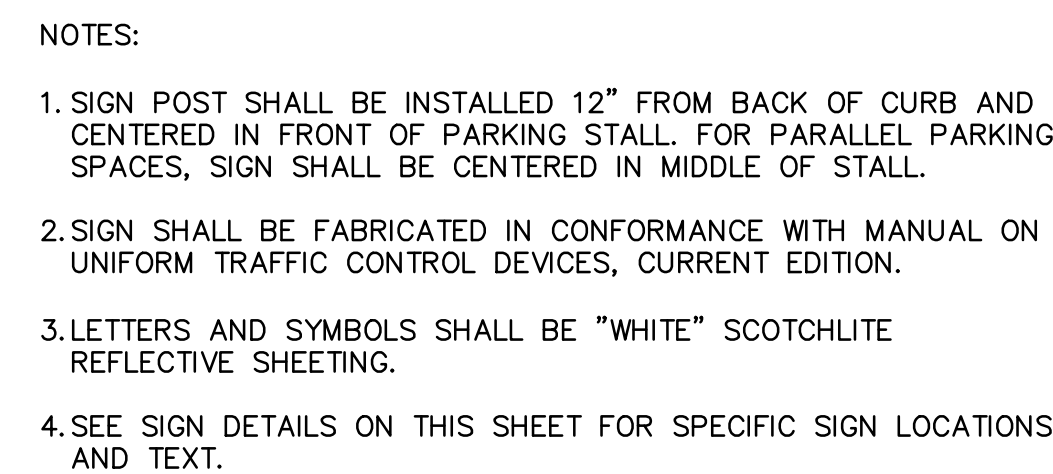 NOTES:
1. SIGN POST SHALL BE INSTALLED 12" FROM BACK OF CURB AND
CENTERED IN FRONT OF PARKING STALL. FOR PARALLEL PARKING
SPACES, SIGN SHALL BE CENTERED IN MIDDLE OF STALL.
2. SIGN SHALL BE FABRICATED IN CONFORMANCE WITH MANUAL ON
UNIFORM TRAFFIC CONTROL DEVICES, CURRENT EDITION.
3. LETTERS AND SYMBOLS SHALL BE "WHITE" SCOTCHLITE
REFLECTIVE SHEETING.
4. SEE SIGN DETAILS ON THIS SHEET FOR SPECIFIC SIGN LOCATIONS
AND TEXT.